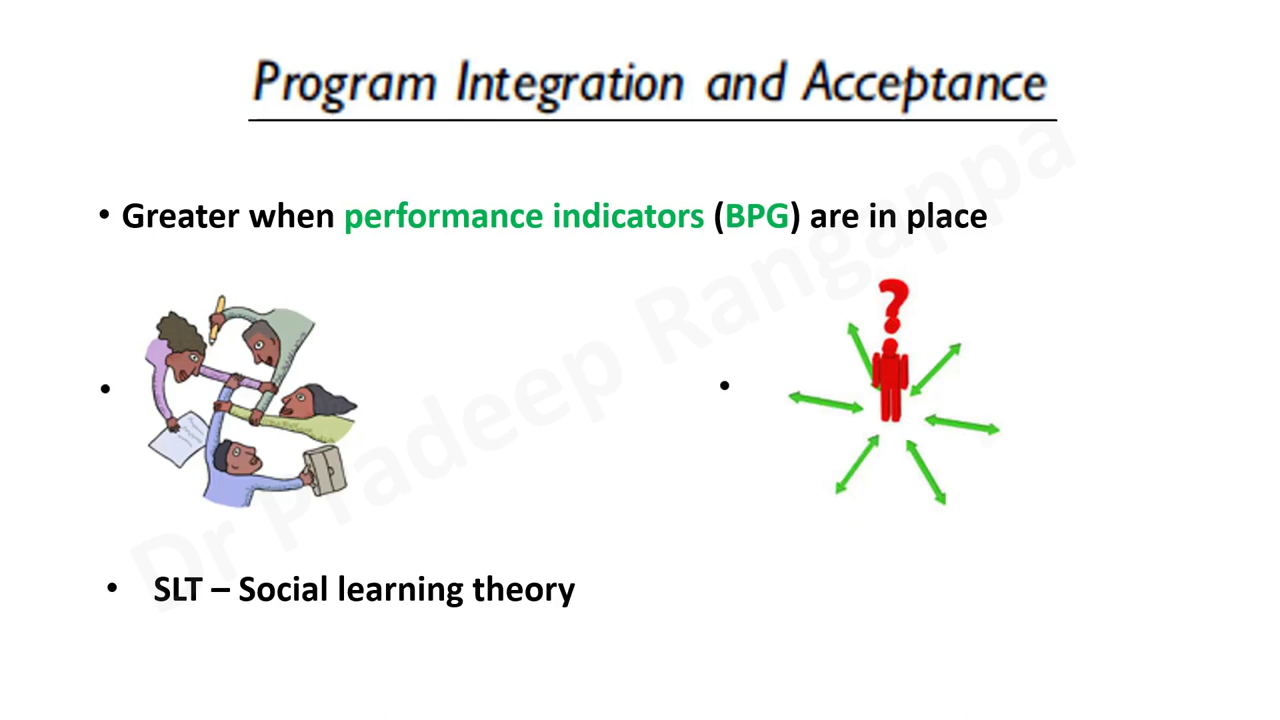 Program Integration and Acceptance
• Greater when performance indicators (BPG) are in place
?
• SLT – Social learning theory
Dr Pradeep Rangappa